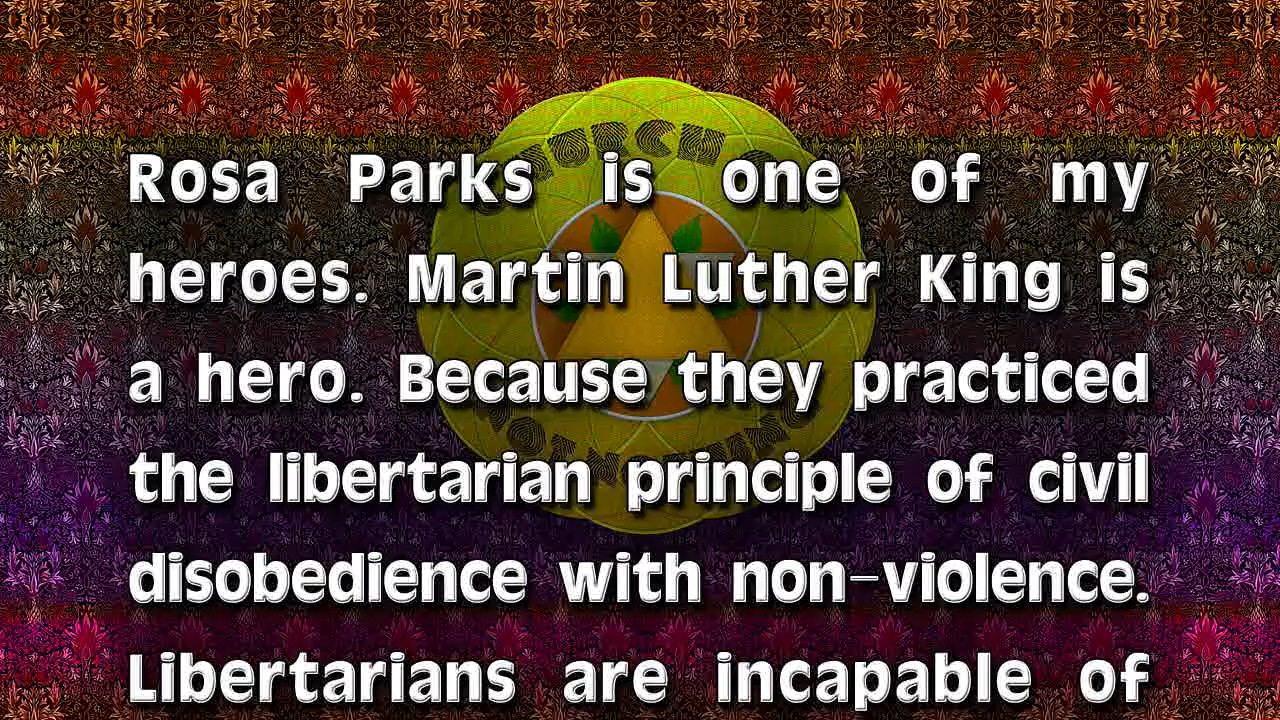 Rosa Parks is one of my
heroes. Martin Luther King is
a hero. Because they practiced
the libertarian principle of civil
disobedience with non-violence.
Libertarians are incapable of